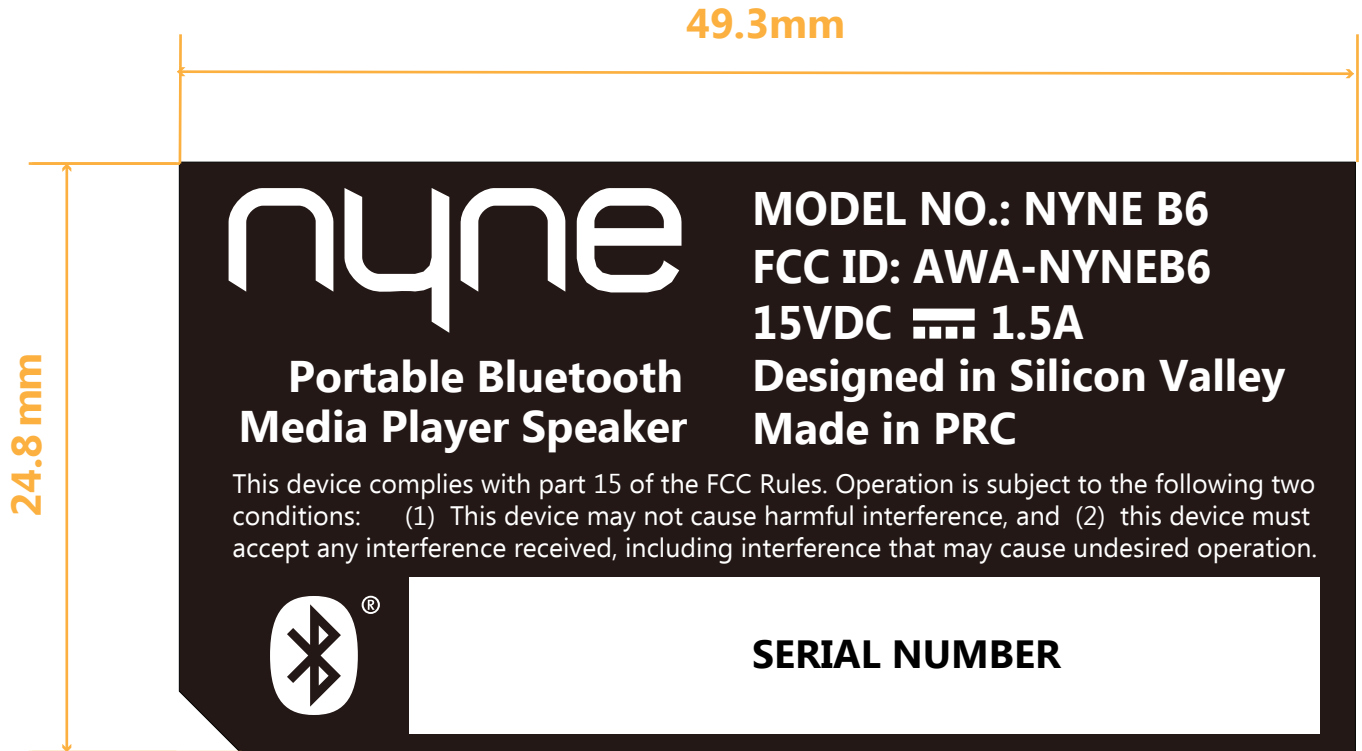 49.3mm
24.8 mm
nyne
Portable Bluetooth
Media Player Speaker
MODEL NO.: NYNE B6
FCC ID: AWA-NYNEB6
15VDC 1.5A
Designed in Silicon Valley
Made in PRC
This device complies with part 15 of the FCC Rules. Operation is subject to the following two
conditions: (1) This device may not cause harmful interference, and (2) this device must
accept any interference received, including interference that may cause undesired operation.
®
SERIAL NUMBER